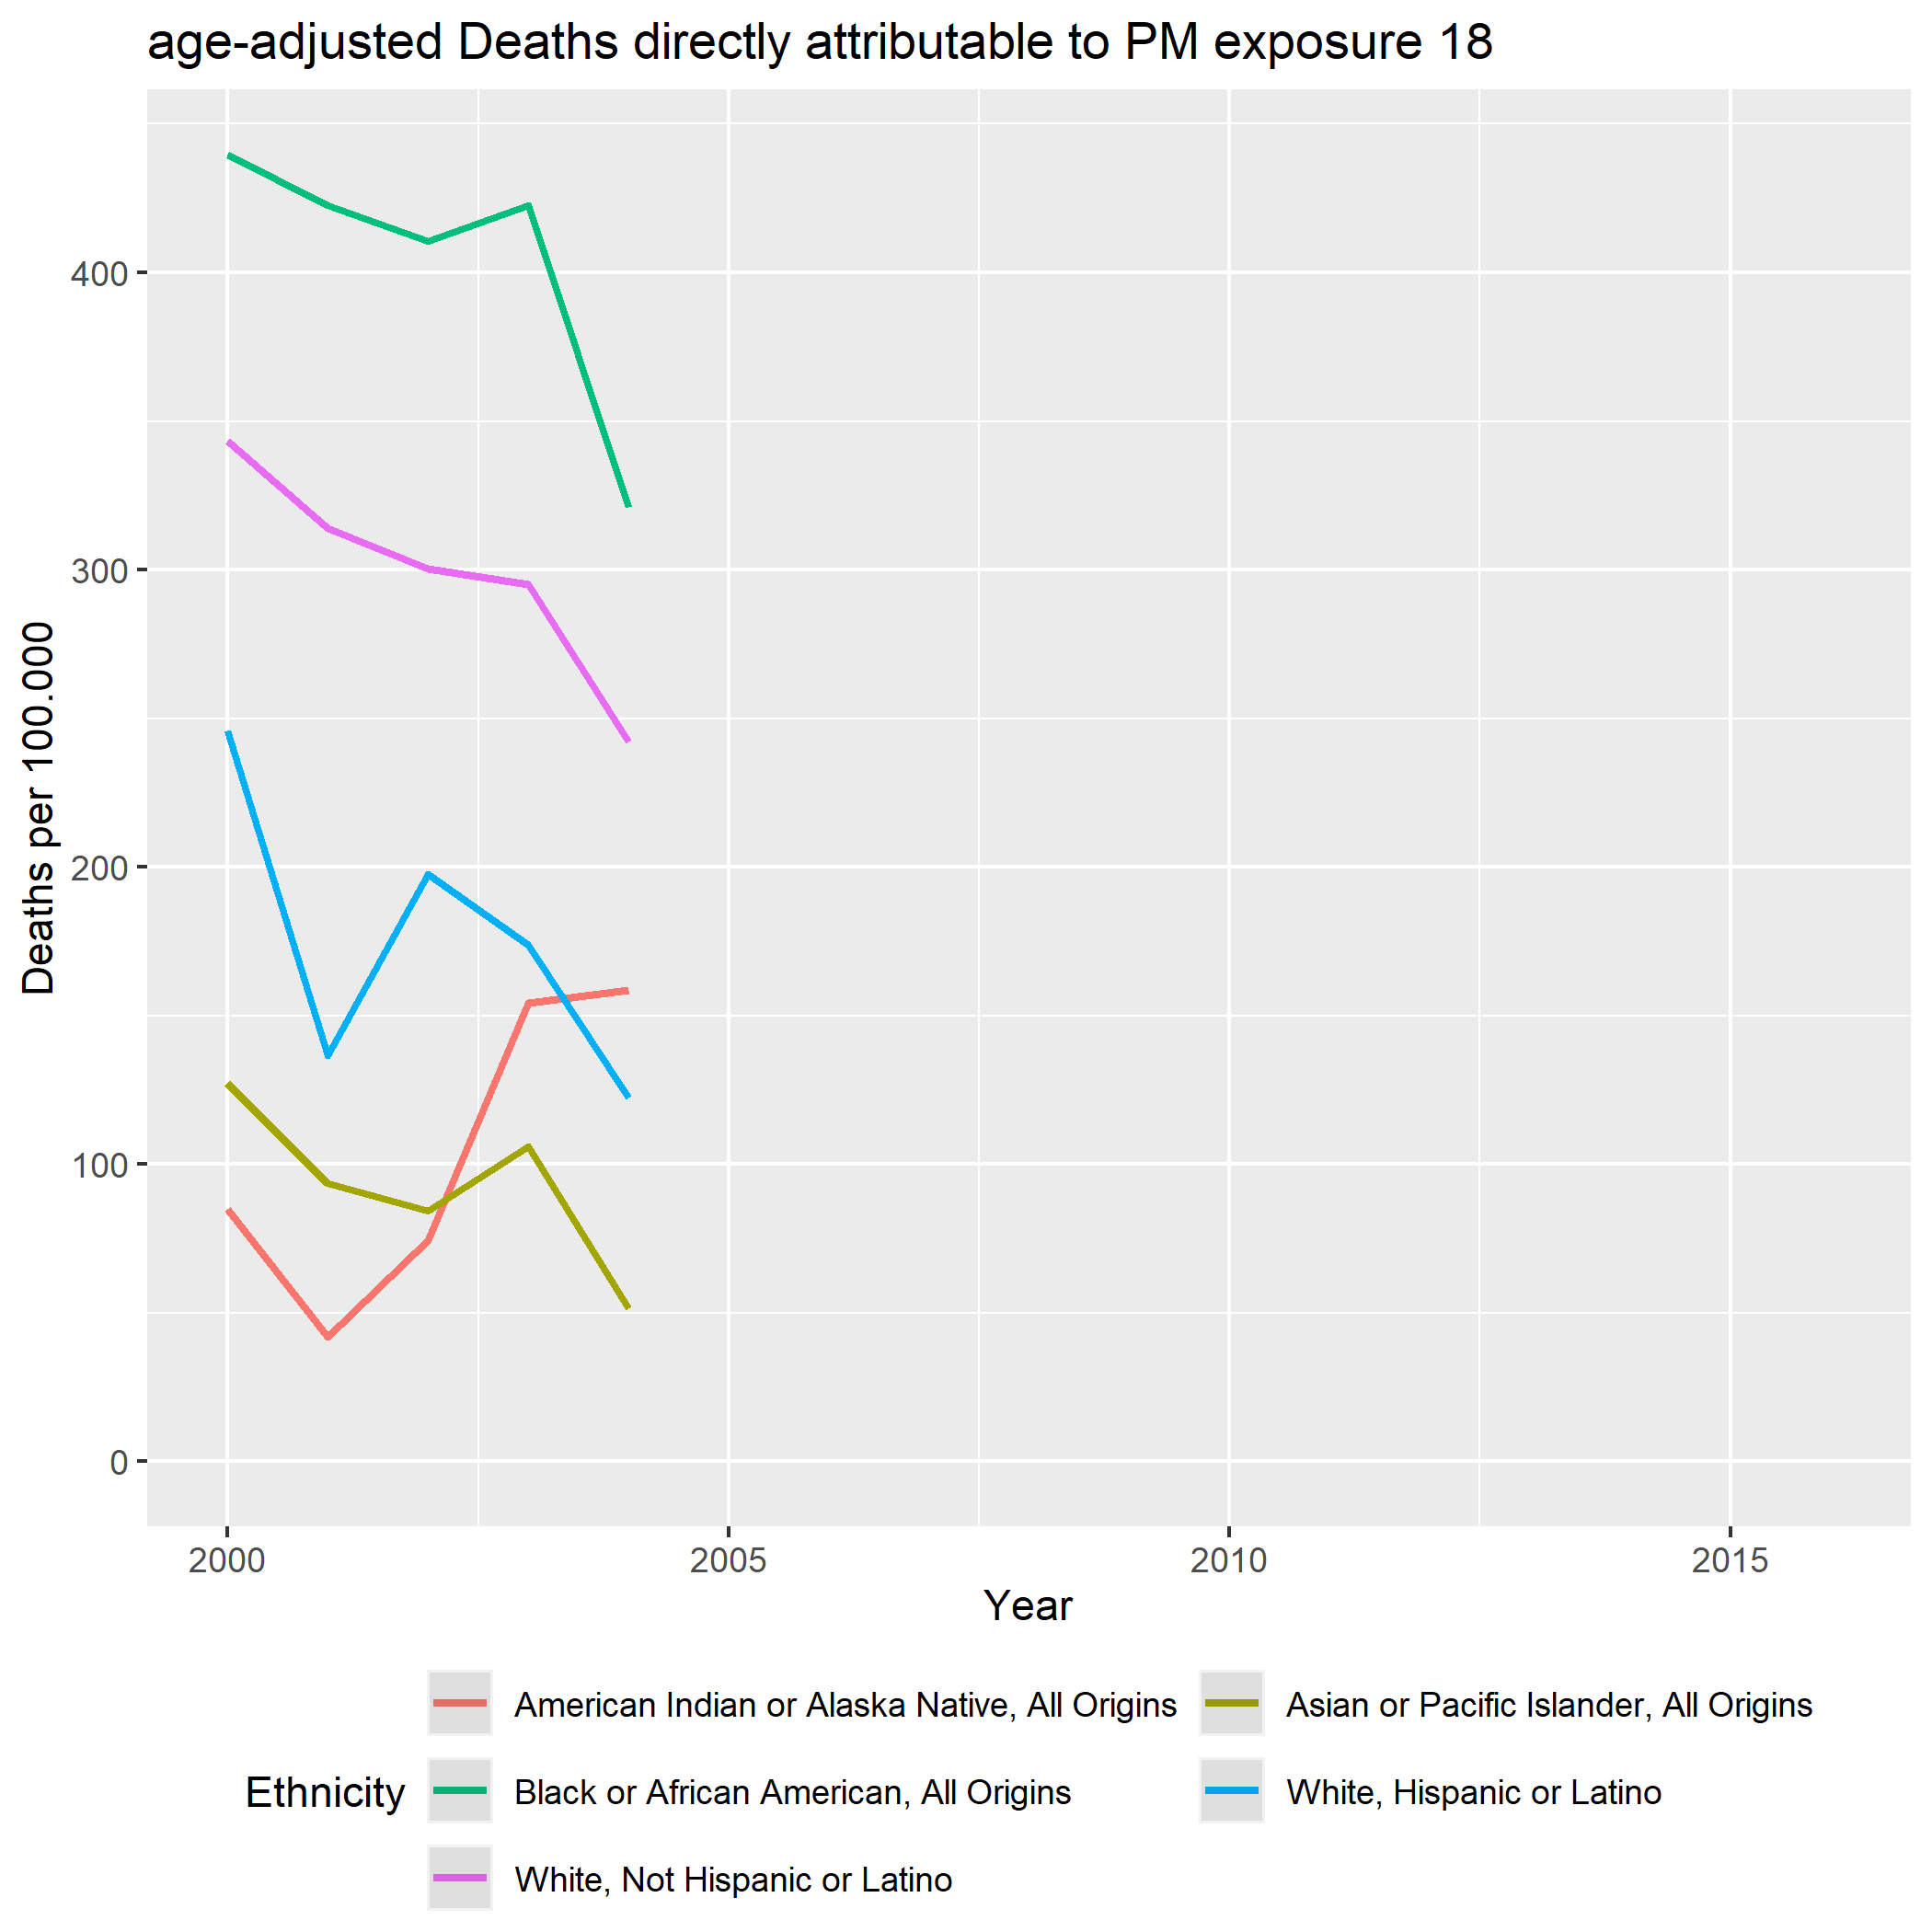 age-adjusted Deaths directly attributable to PM exposure 18
Deaths per 100.000
400
300
200
100
0
2000 2005 2010 2015
Year
Ethnicity
American Indian or Alaska Native, All Origins
Asian or Pacific Islander, All Origins
Black or African American, All Origins
White, Hispanic or Latino
White, Not Hispanic or Latino